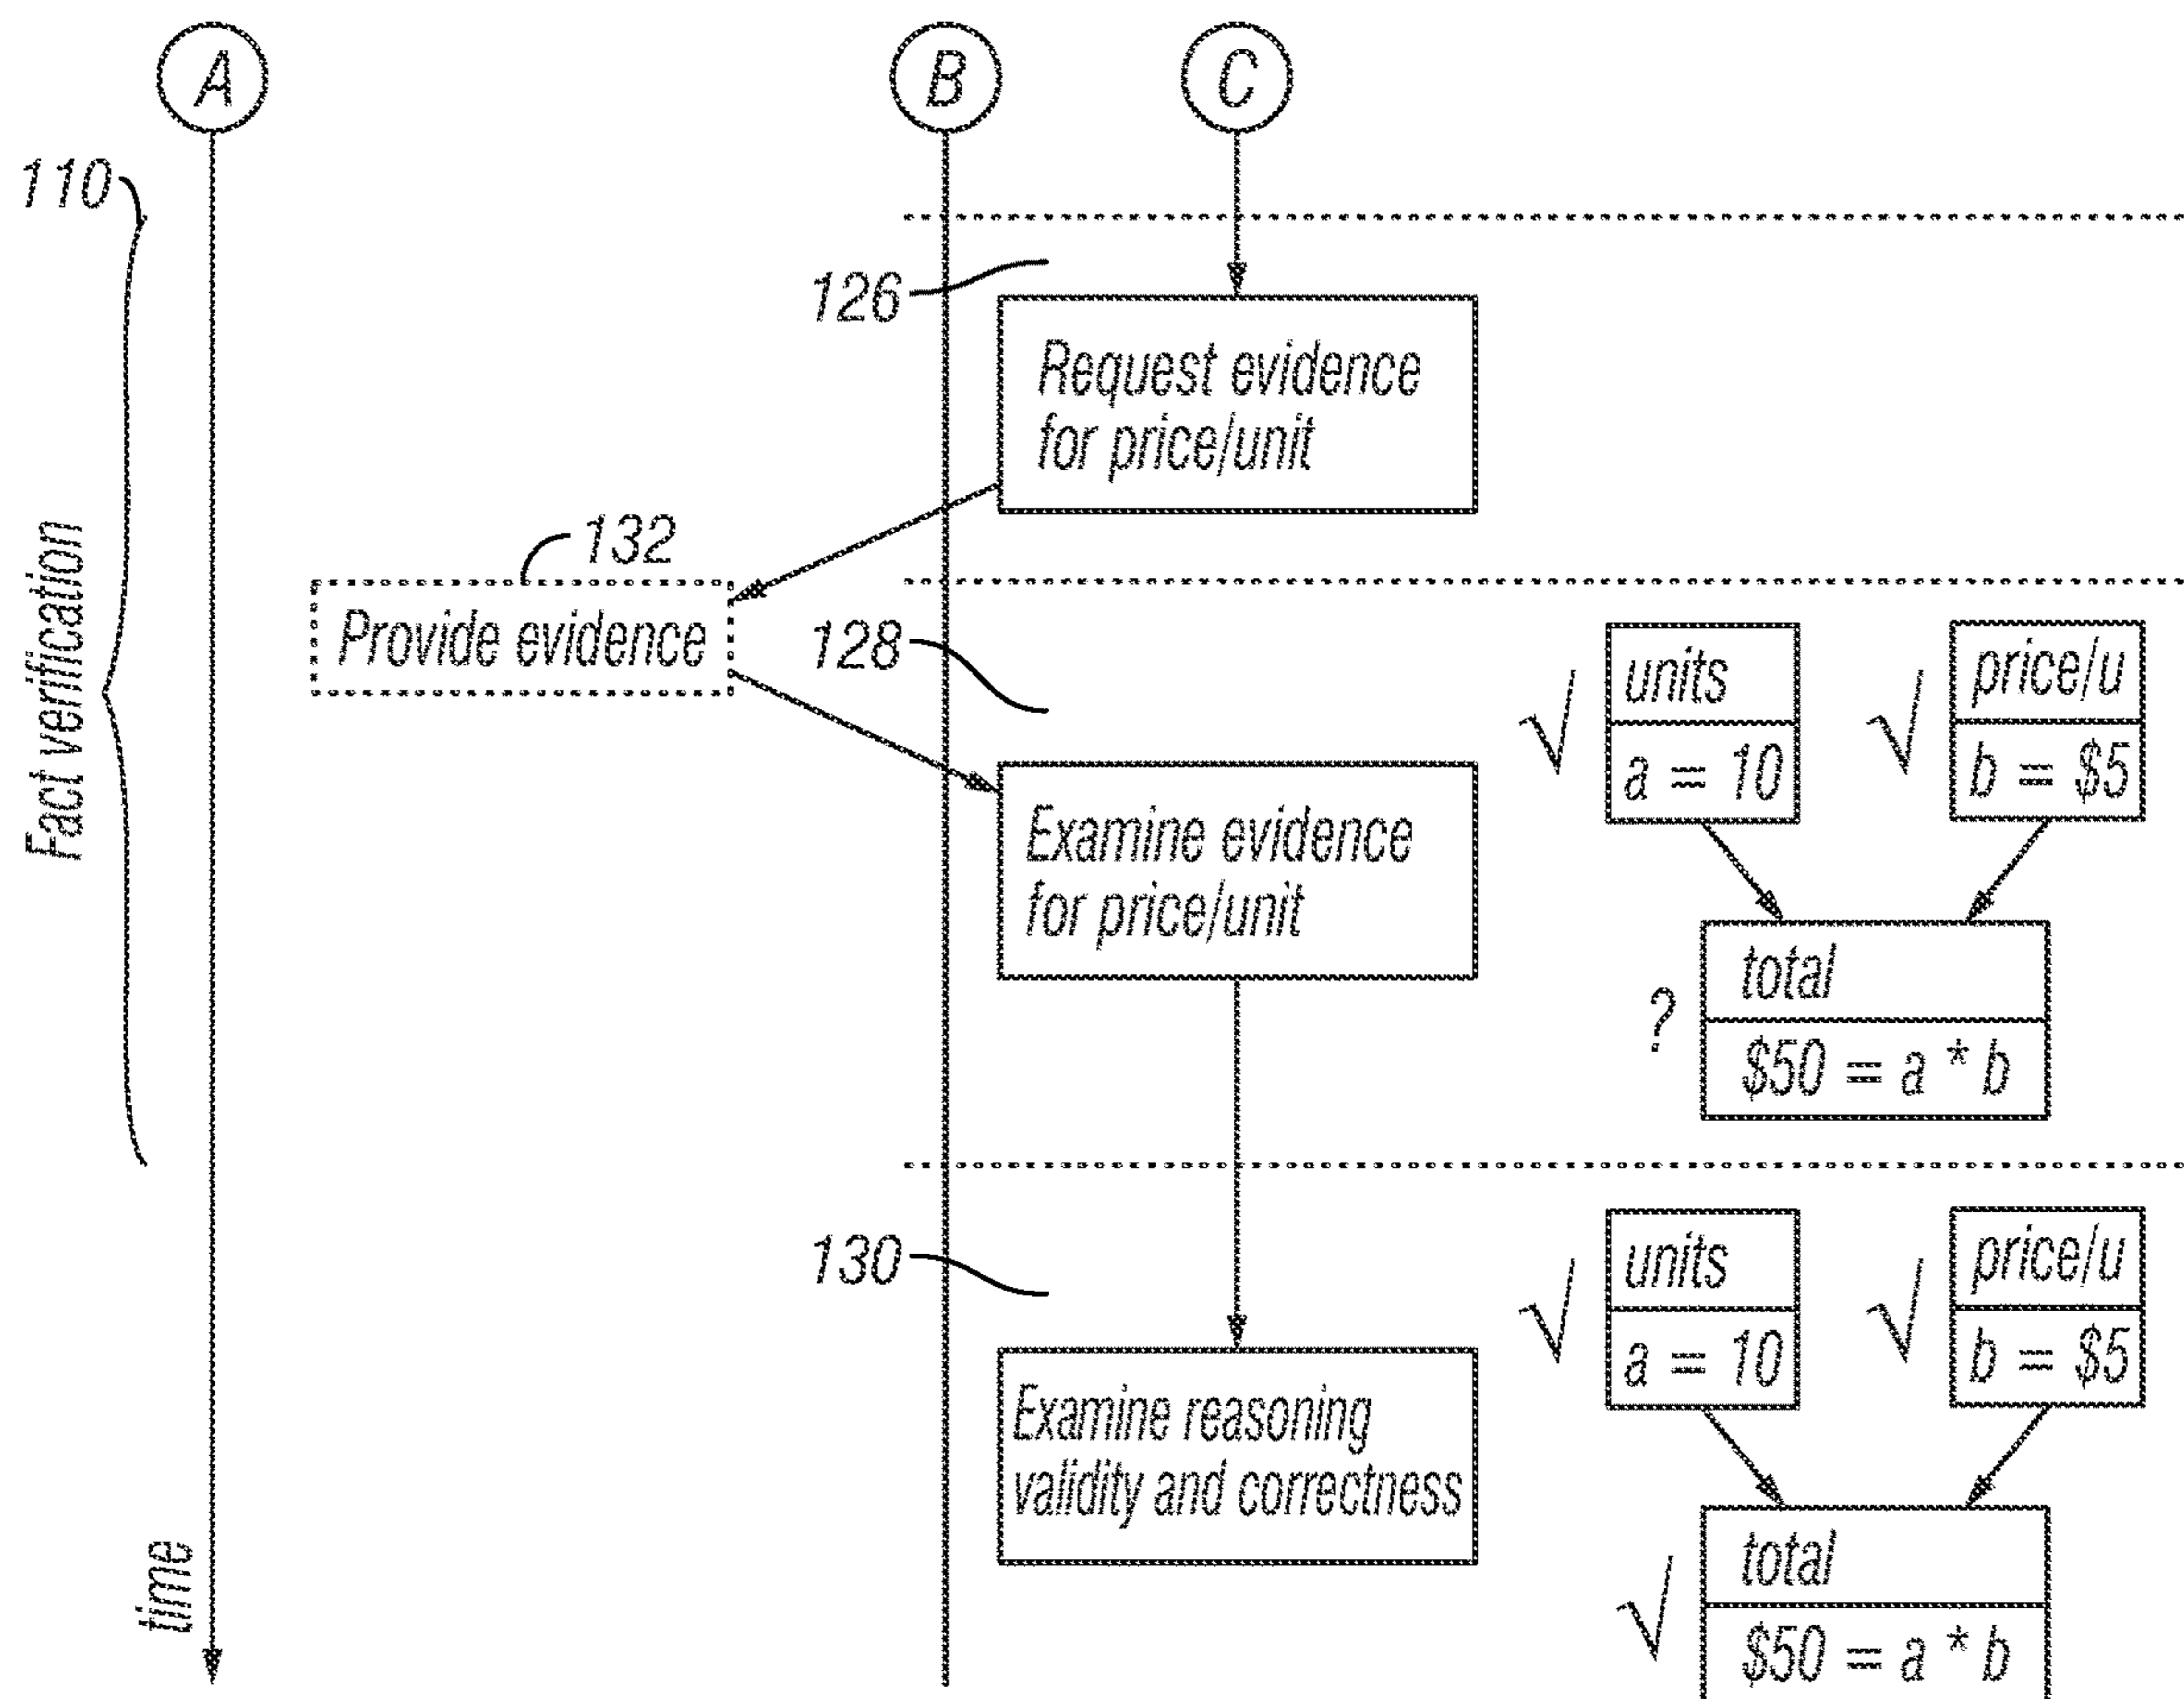 A
B
C
110
126
Request evidence
for price/unit
132
Provide evidence
Fact verification
128
units
a = 10
price/u
b = $5
Examine evidence
for price/unit
total
?
$50 = a * b
130
units
a = 10
price/u
b = $5
Examine reasoning
validity and correctness
total
$50 = a * b
time